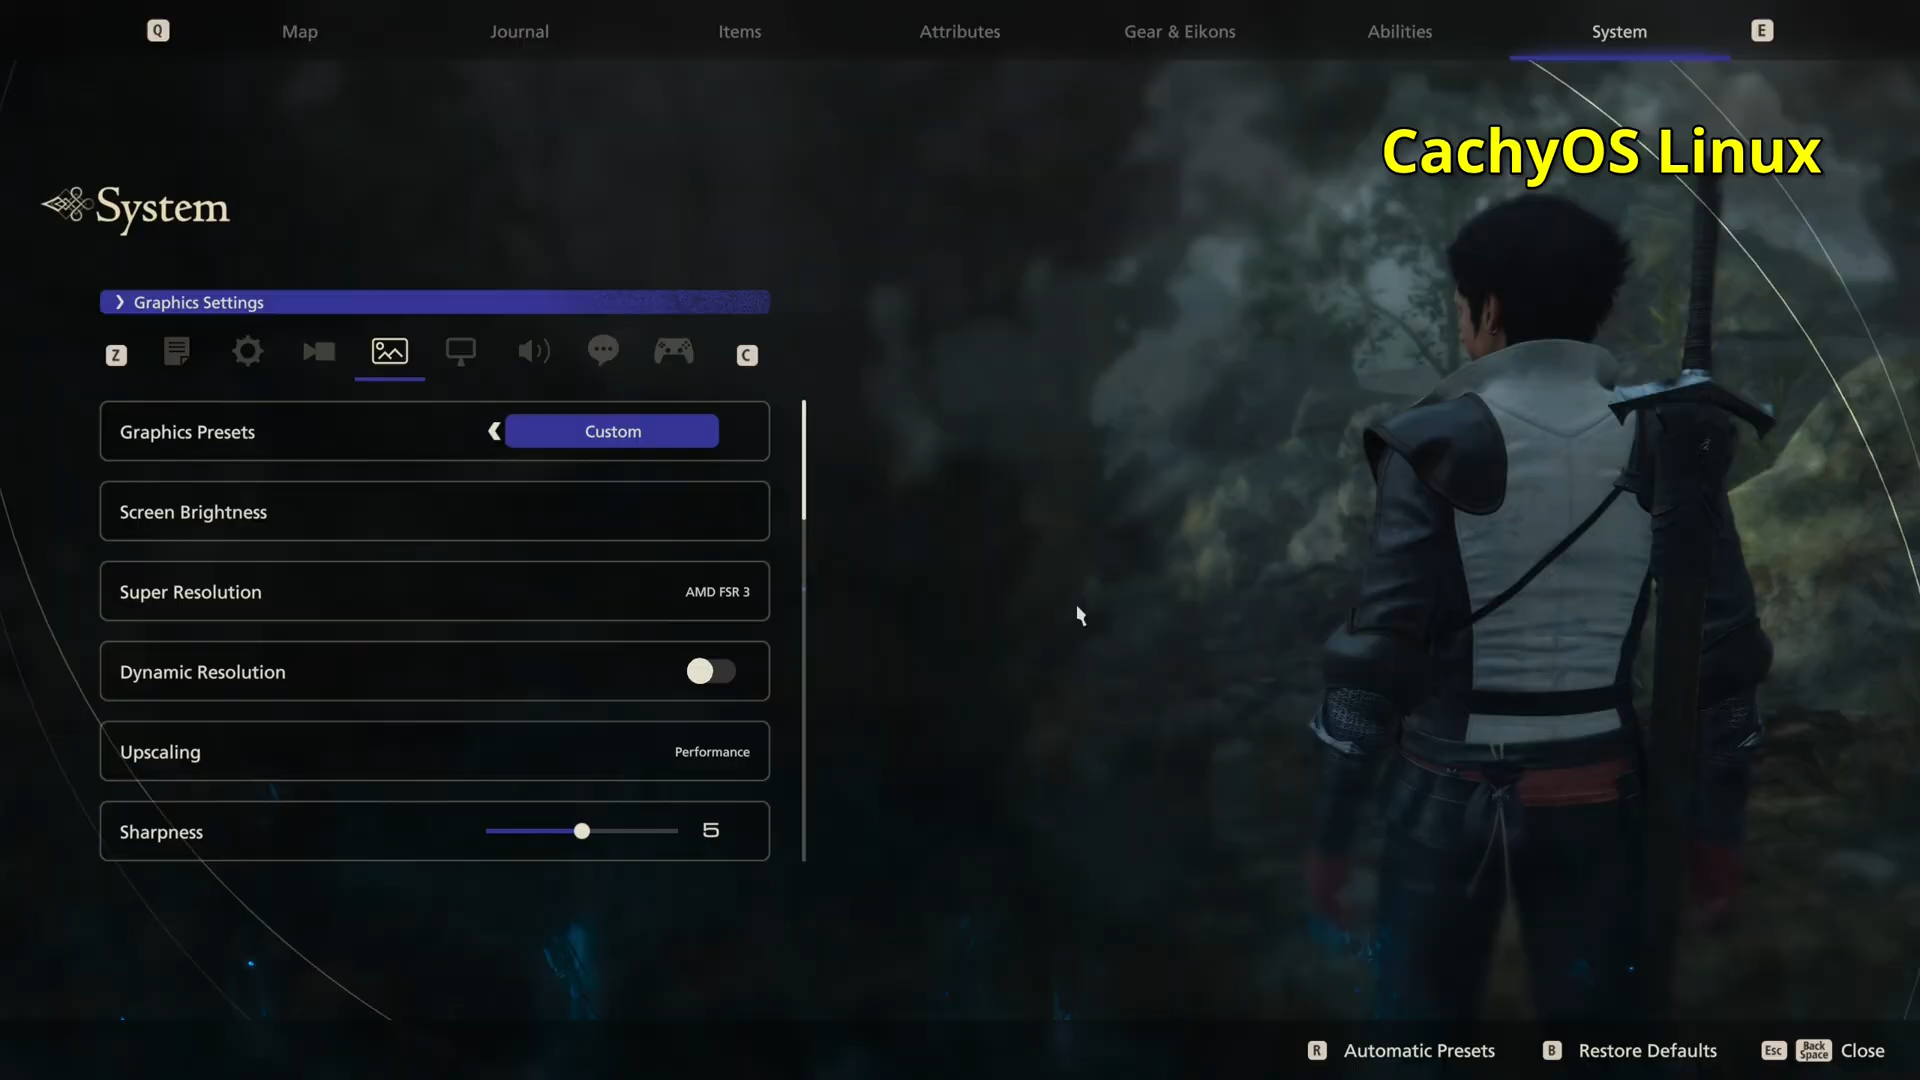 Q Map Journal Items Attributes Gear & Eikons Abilities System E
CachyOS Linux
System
Graphics Settings
Z C
Graphics Presets Custom
Screen Brightness
Super Resolution AMD FSR 3
Dynamic Resolution
Upscaling Performance
Sharpness 5
R Automatic Presets B Restore Defaults Esc Back Space Close